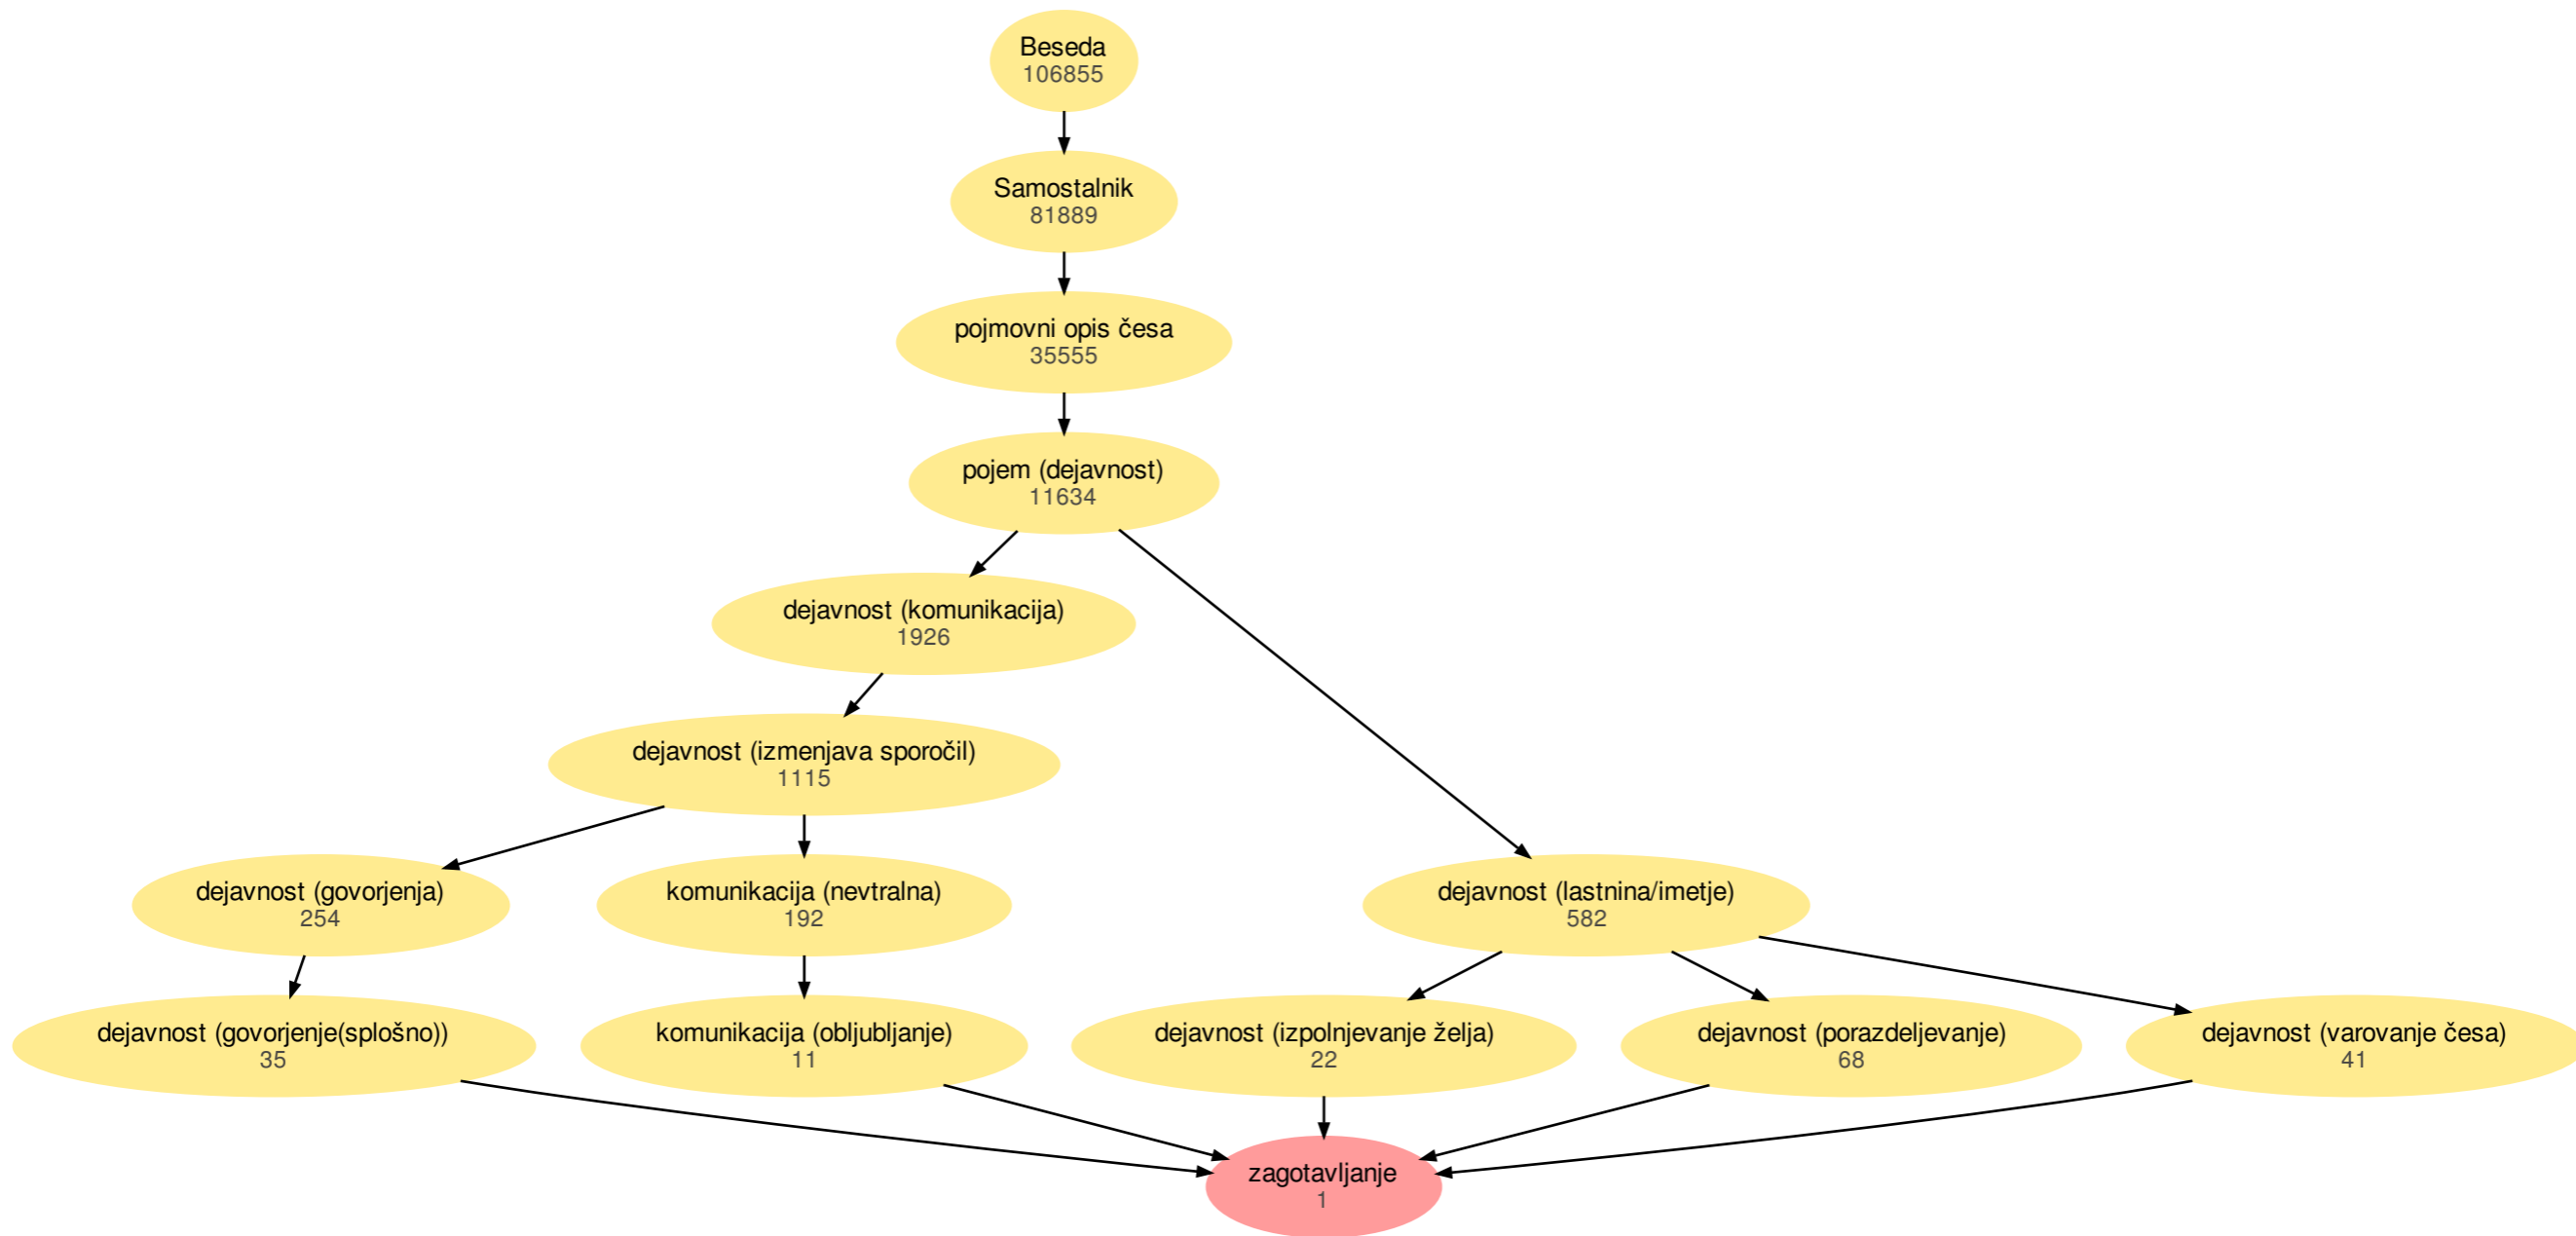 Beseda
106855
Samostalnik
81889
pojmovni opis česa
35555
pojem (dejavnost)
11634
dejavnost (komunikacija)
1926
dejavnost (izmenjava sporočil)
1115
dejavnost (govorjenja)
254
komunikacija (nevtralna)
192
dejavnost (lastnina/imetje)
582
dejavnost (govorjenje(splošno))
35
komunikacija (obljubljanje)
11
dejavnost (izpolnjevanje želja)
22
dejavnost (porazdeljevanje)
68
dejavnost (varovanje česa)
41
zagotavljanje
1